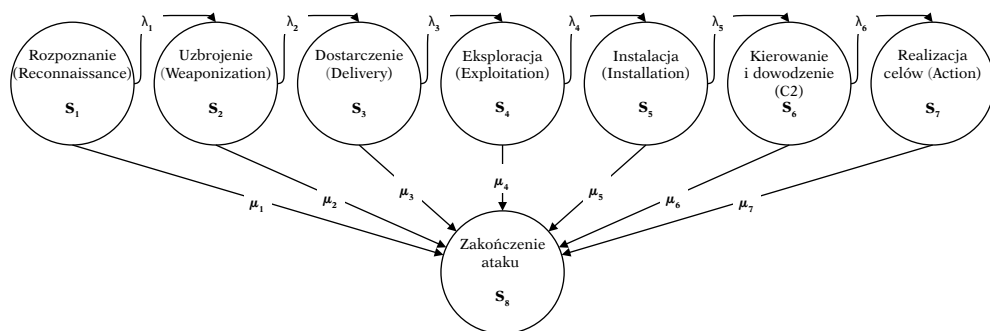 λ₁ λ₂ λ₃ λ₄ λ₅ λ₆
Rozpoznanie
(Reconnaissance)
S₁
Uzbrojenie
(Weaponization)
S₂
Dostarczenie
(Delivery)
S₃
Eksploracja
(Exploitation)
S₄
Instalacja
(Installation)
S₅
Kierowanie
i dowodzenie
(C2)
S₆
Realizacja
celów (Action)
S₇
μ₁ μ₂ μ₃ μ₄ μ₅ μ₆ μ₇
Zakończenie
ataku
S₈